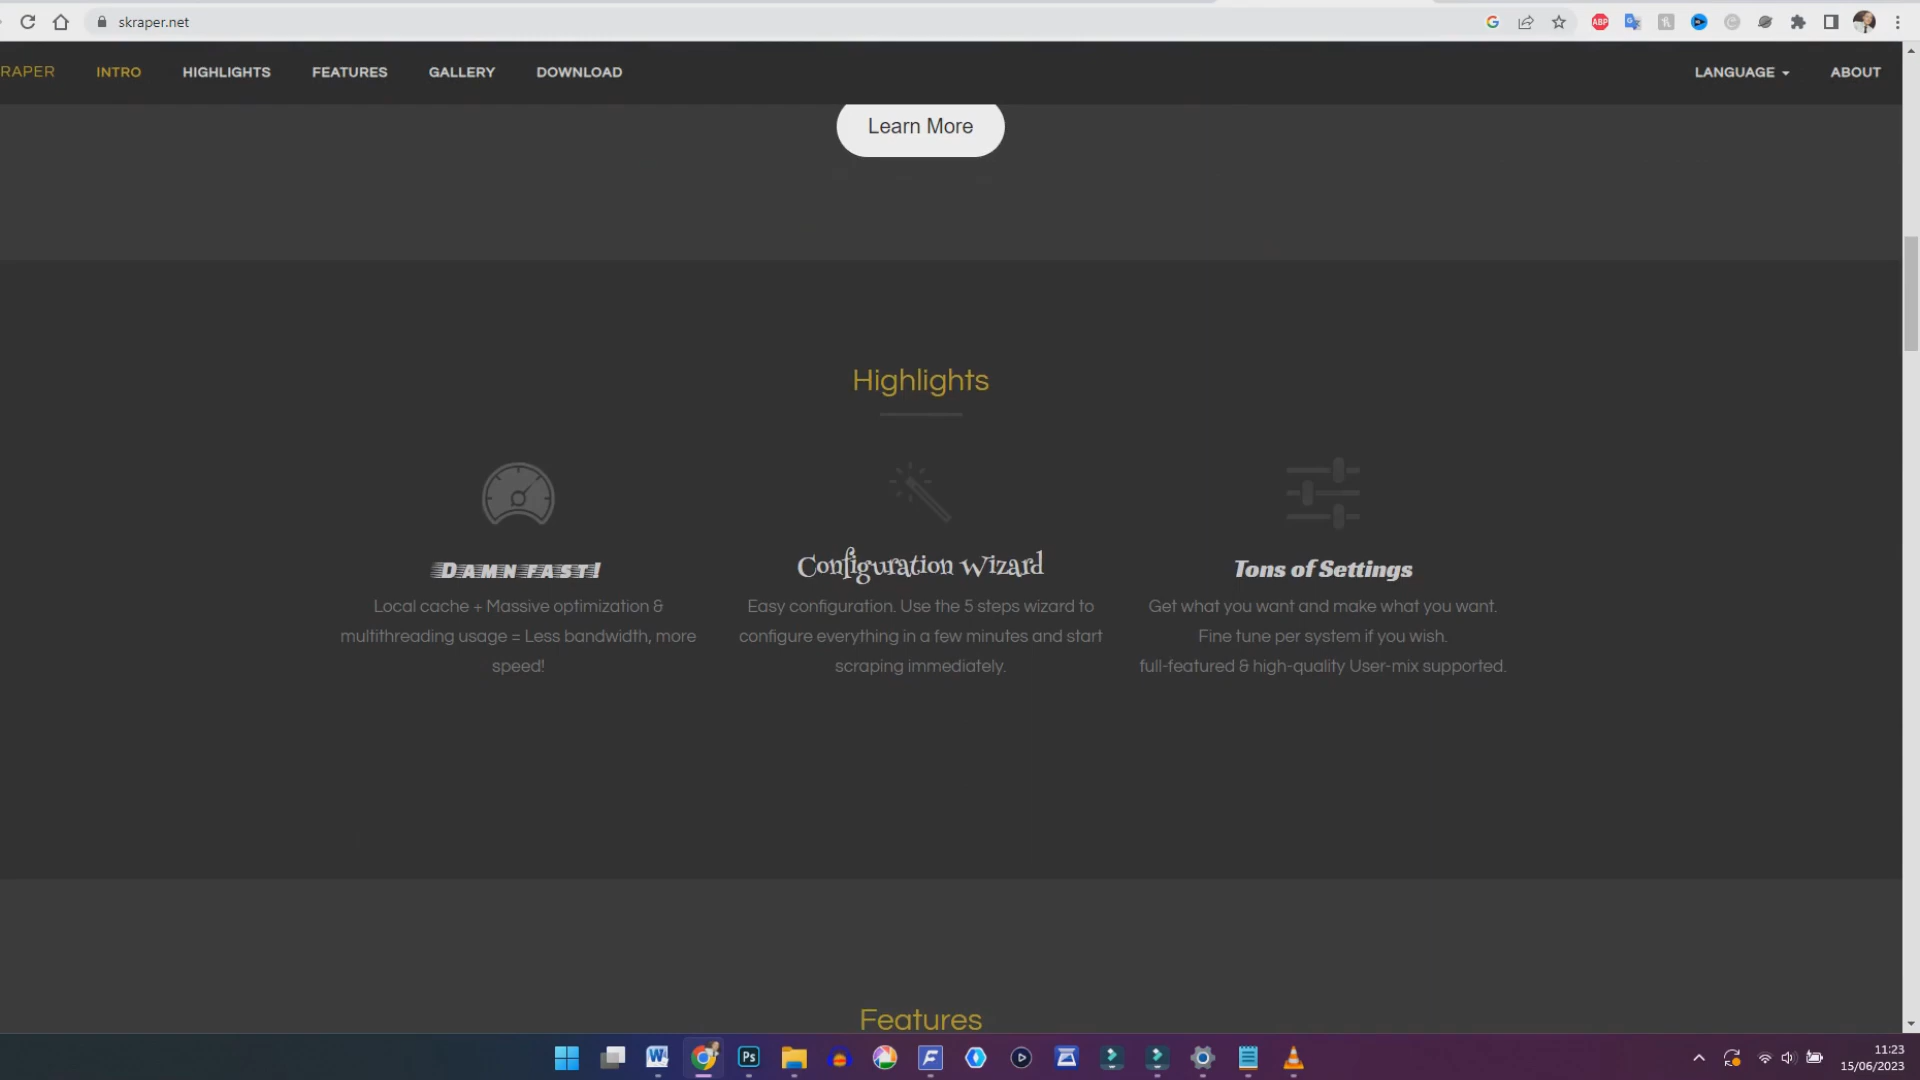 skraper.net
RAPER INTRO HIGHLIGHTS FEATURES GALLERY DOWNLOAD LANGUAGE ABOUT
Learn More
Highlights
DAMN FAST!
Local cache + Massive optimization &
multithreading usage = Less bandwidth, more
speed!
Configuration Wizard
Easy configuration. Use the 5 steps wizard to
configure everything in a few minutes and start
scraping immediately.
Tons of Settings
Get what you want and make what you want.
Fine tune per system if you wish.
full-featured & high-quality User-mix supported.
Features
11:23
15/06/2023